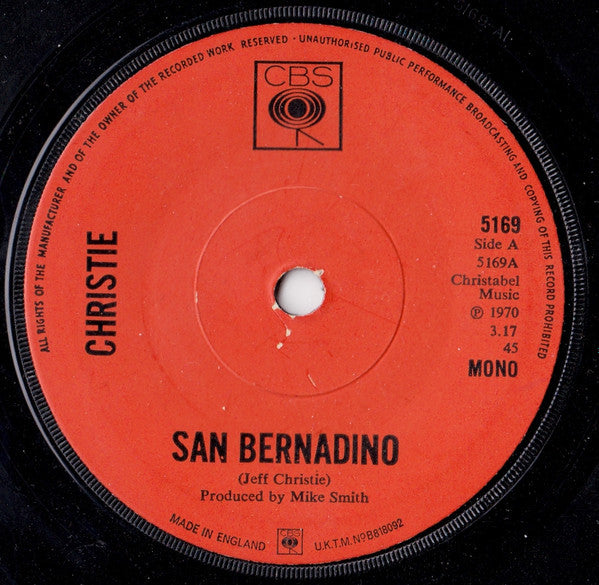 ALL RIGHTS OF THE MANUFACTURER AND OF THE OWNER OF THE RECORDED WORK RESERVED · UNAUTHORISED PUBLIC PERFORMANCE BROADCASTING AND COPYING OF THIS RECORD PROHIBITED
CBS
CHRISTIE
5169
Side A
5169A
Christabel
Music
℗ 1970
3.17
45
MONO
SAN BERNADINO
(Jeff Christie)
Produced by Mike Smith
MADE IN ENGLAND
CBS
U.K.T.M. NoB818092